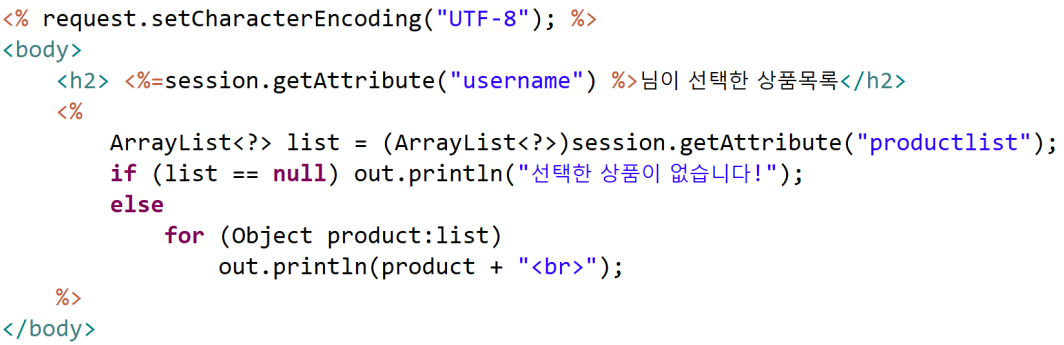 <% request.setCharacterEncoding("UTF-8"); %>
<body>
    <h2> <%=session.getAttribute("username") %>님이 선택한 상품목록</h2>
    <%
        ArrayList<?> list = (ArrayList<?>)session.getAttribute("productlist");
        if (list == null) out.println("선택한 상품이 없습니다!");
        else
            for (Object product:list)
                out.println(product + "<br>");
    %>
</body>